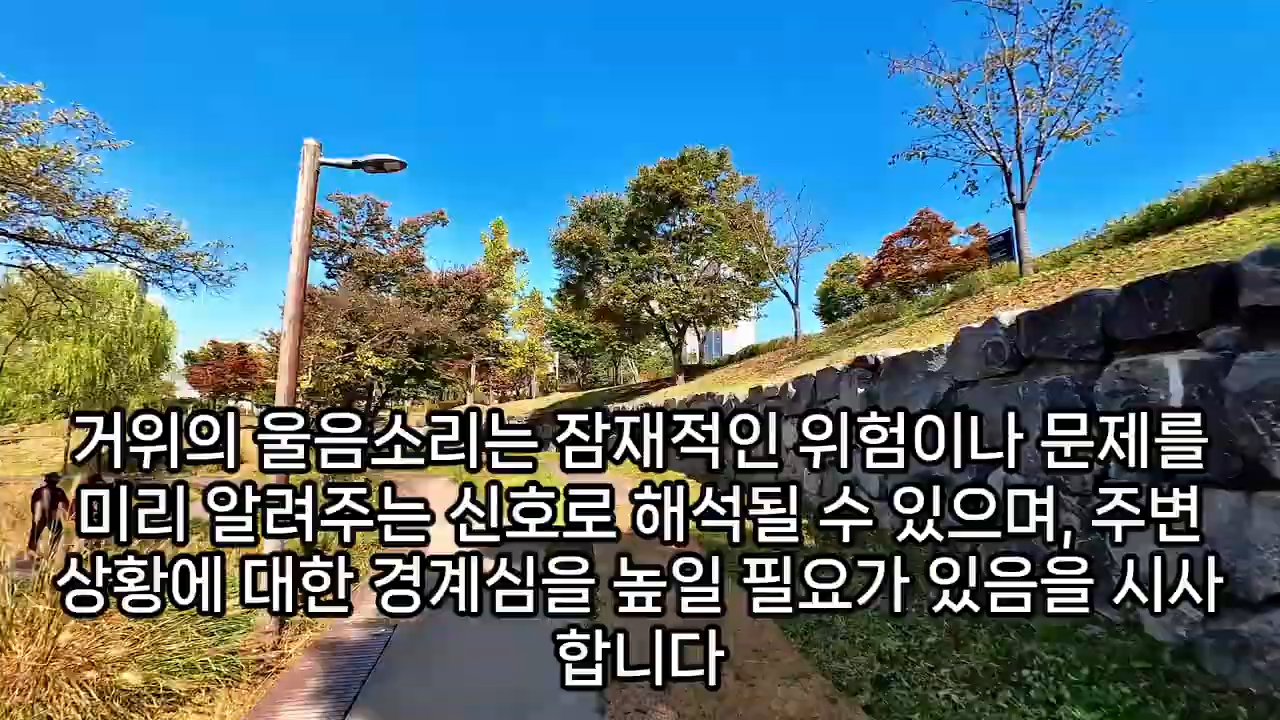 거위의 울음소리는 잠재적인 위험이나 문제를
미리 알려주는 신호로 해석될 수 있으며, 주변
상황에 대한 경계심을 높일 필요가 있음을 시사
합니다